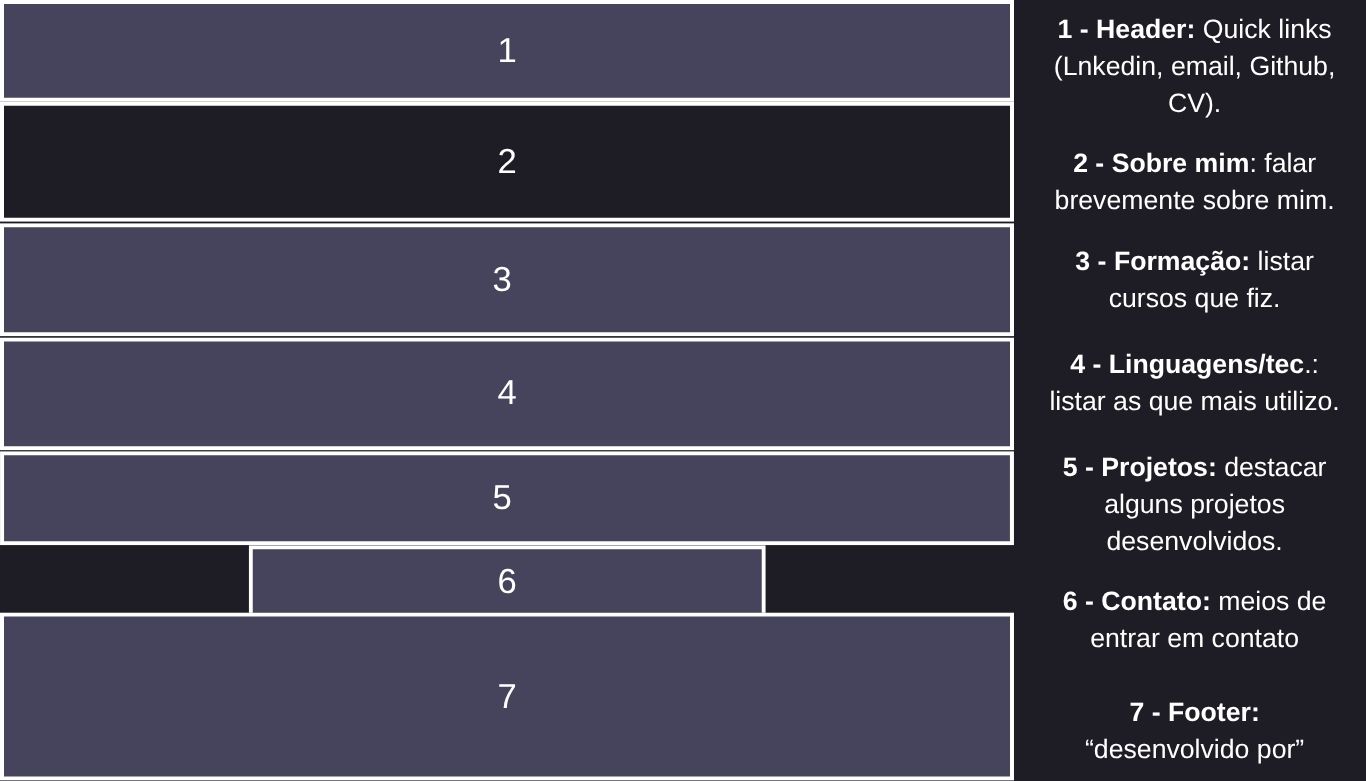 1
2
3
4
5
6
7
1 - Header: Quick links
(Lnkedin, email, Github,
CV).
2 - Sobre mim: falar
brevemente sobre mim.
3 - Formação: listar
cursos que fiz.
4 - Linguagens/tec.:
listar as que mais utilizo.
5 - Projetos: destacar
alguns projetos
desenvolvidos.
6 - Contato: meios de
entrar em contato
7 - Footer:
“desenvolvido por”